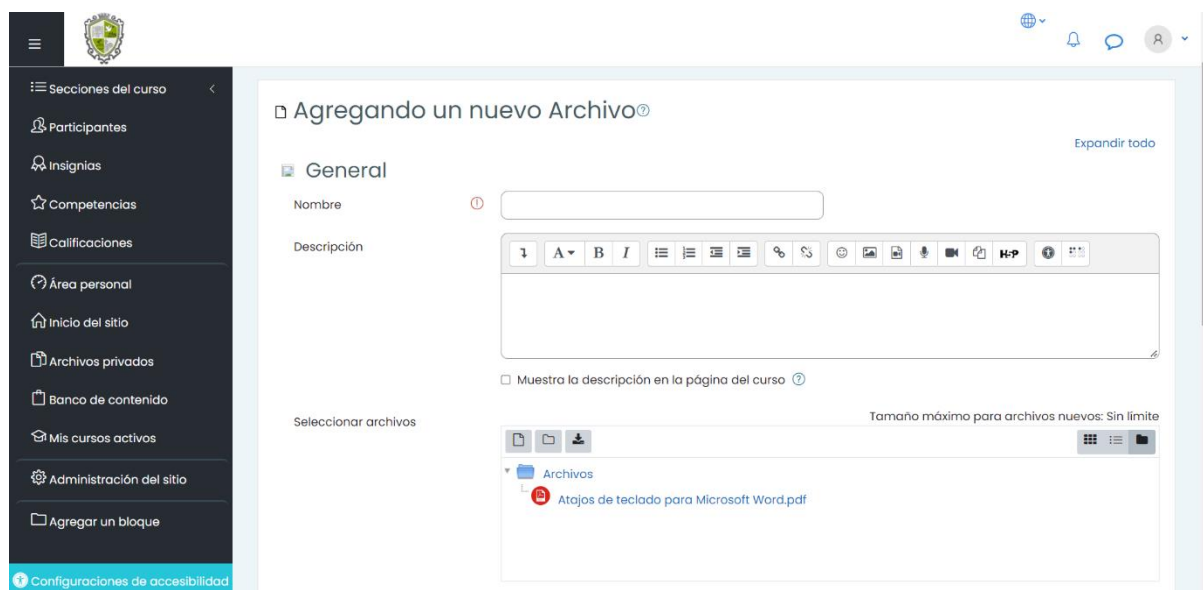 Secciones del curso
Participantes
Insignias
Competencias
Calificaciones
Área personal
Inicio del sitio
Archivos privados
Banco de contenido
Mis cursos activos
Administración del sitio
Agregar un bloque
Configuraciones de accesibilidad
R
Agregando un nuevo Archivo
Expandir todo
General
Nombre
Descripción
A B I H5P
Muestra la descripción en la página del curso
Seleccionar archivos
Tamaño máximo para archivos nuevos: Sin límite
Archivos
Atajos de teclado para Microsoft Word.pdf